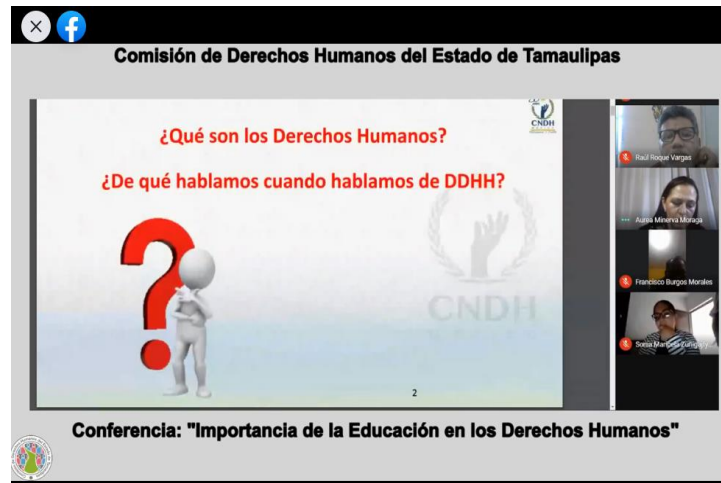 Comisión de Derechos Humanos del Estado de Tamaulipas
CNDH
¿Qué son los Derechos Humanos?
¿De qué hablamos cuando hablamos de DDHH?
CNDH
2
Raúl Roque Vargas
Aurea Minerva Moraga
Francisco Burgos Morales
Conferencia: "Importancia de la Educación en los Derechos Humanos"